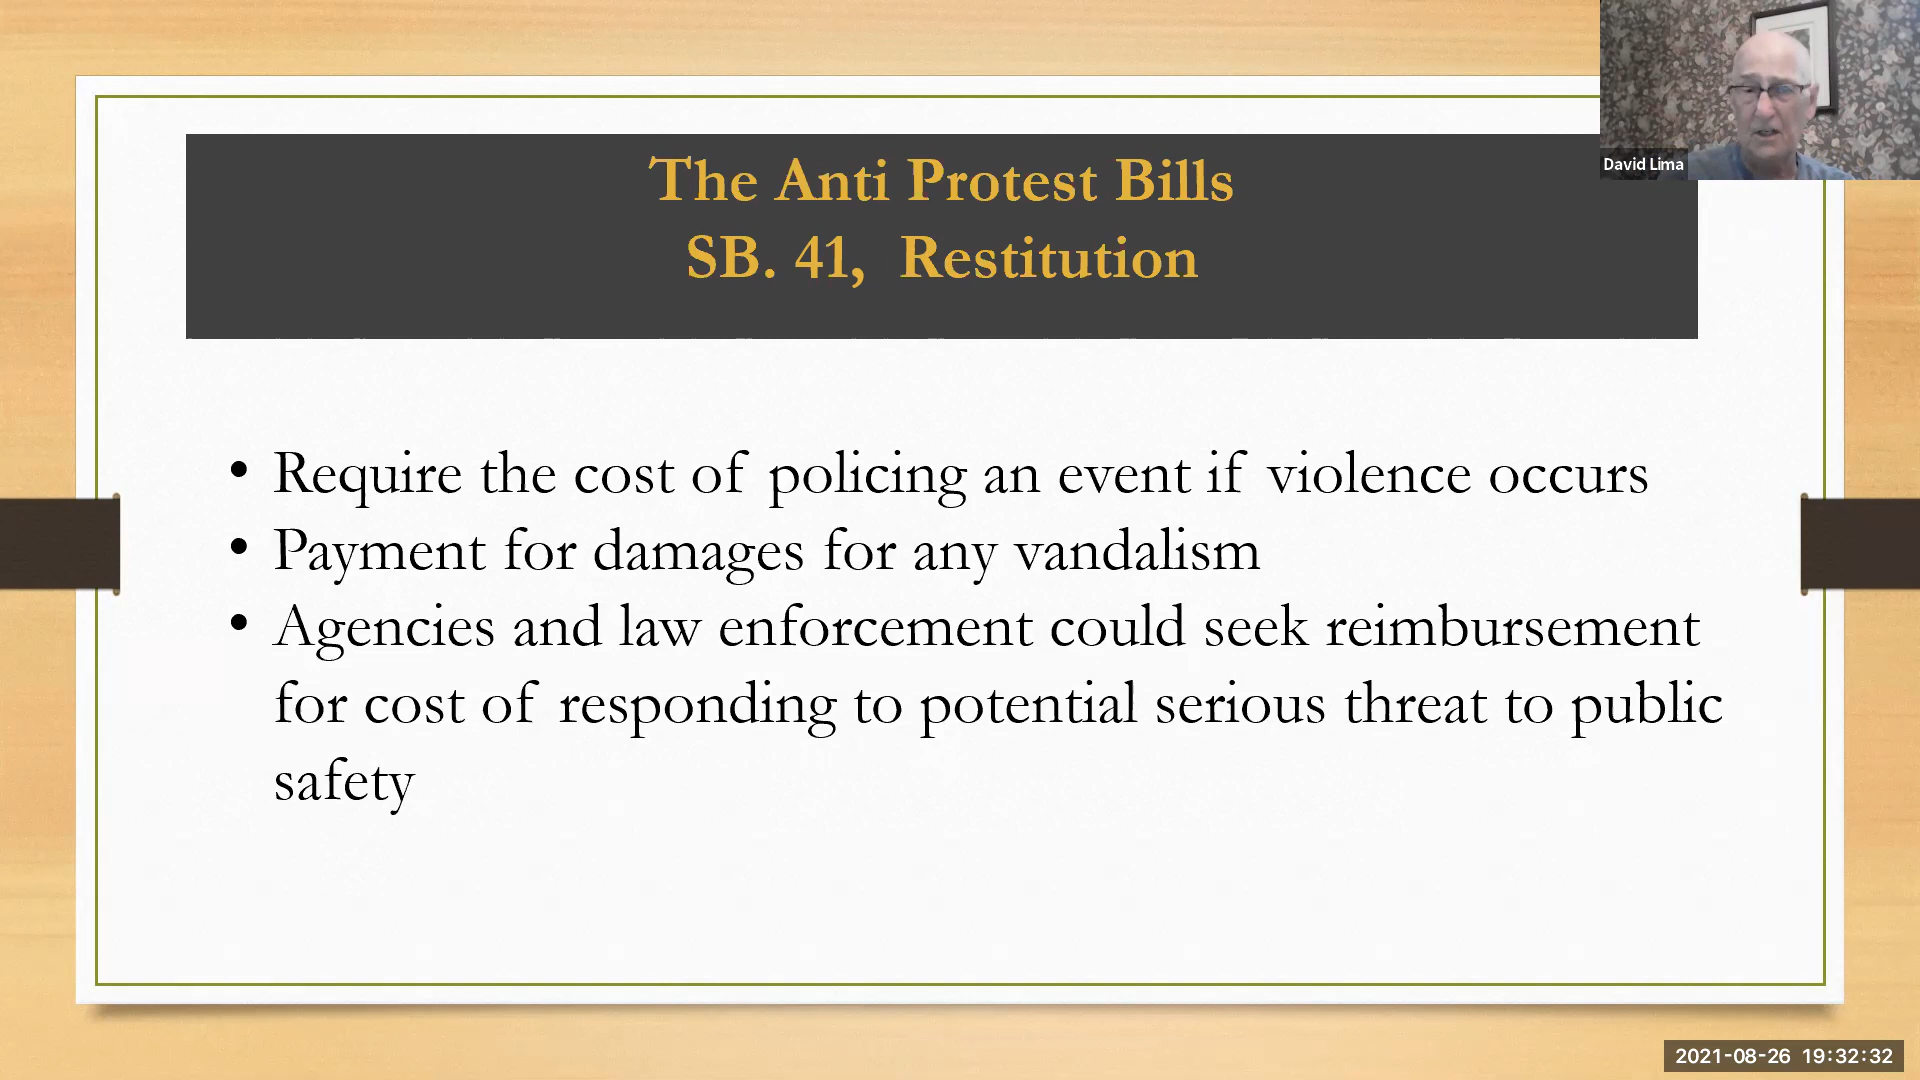 The Anti Protest Bills
SB. 41, Restitution
David Lima
• Require the cost of policing an event if violence occurs
• Payment for damages for any vandalism
• Agencies and law enforcement could seek reimbursement
for cost of responding to potential serious threat to public
safety
2021-08-26 19:32:32